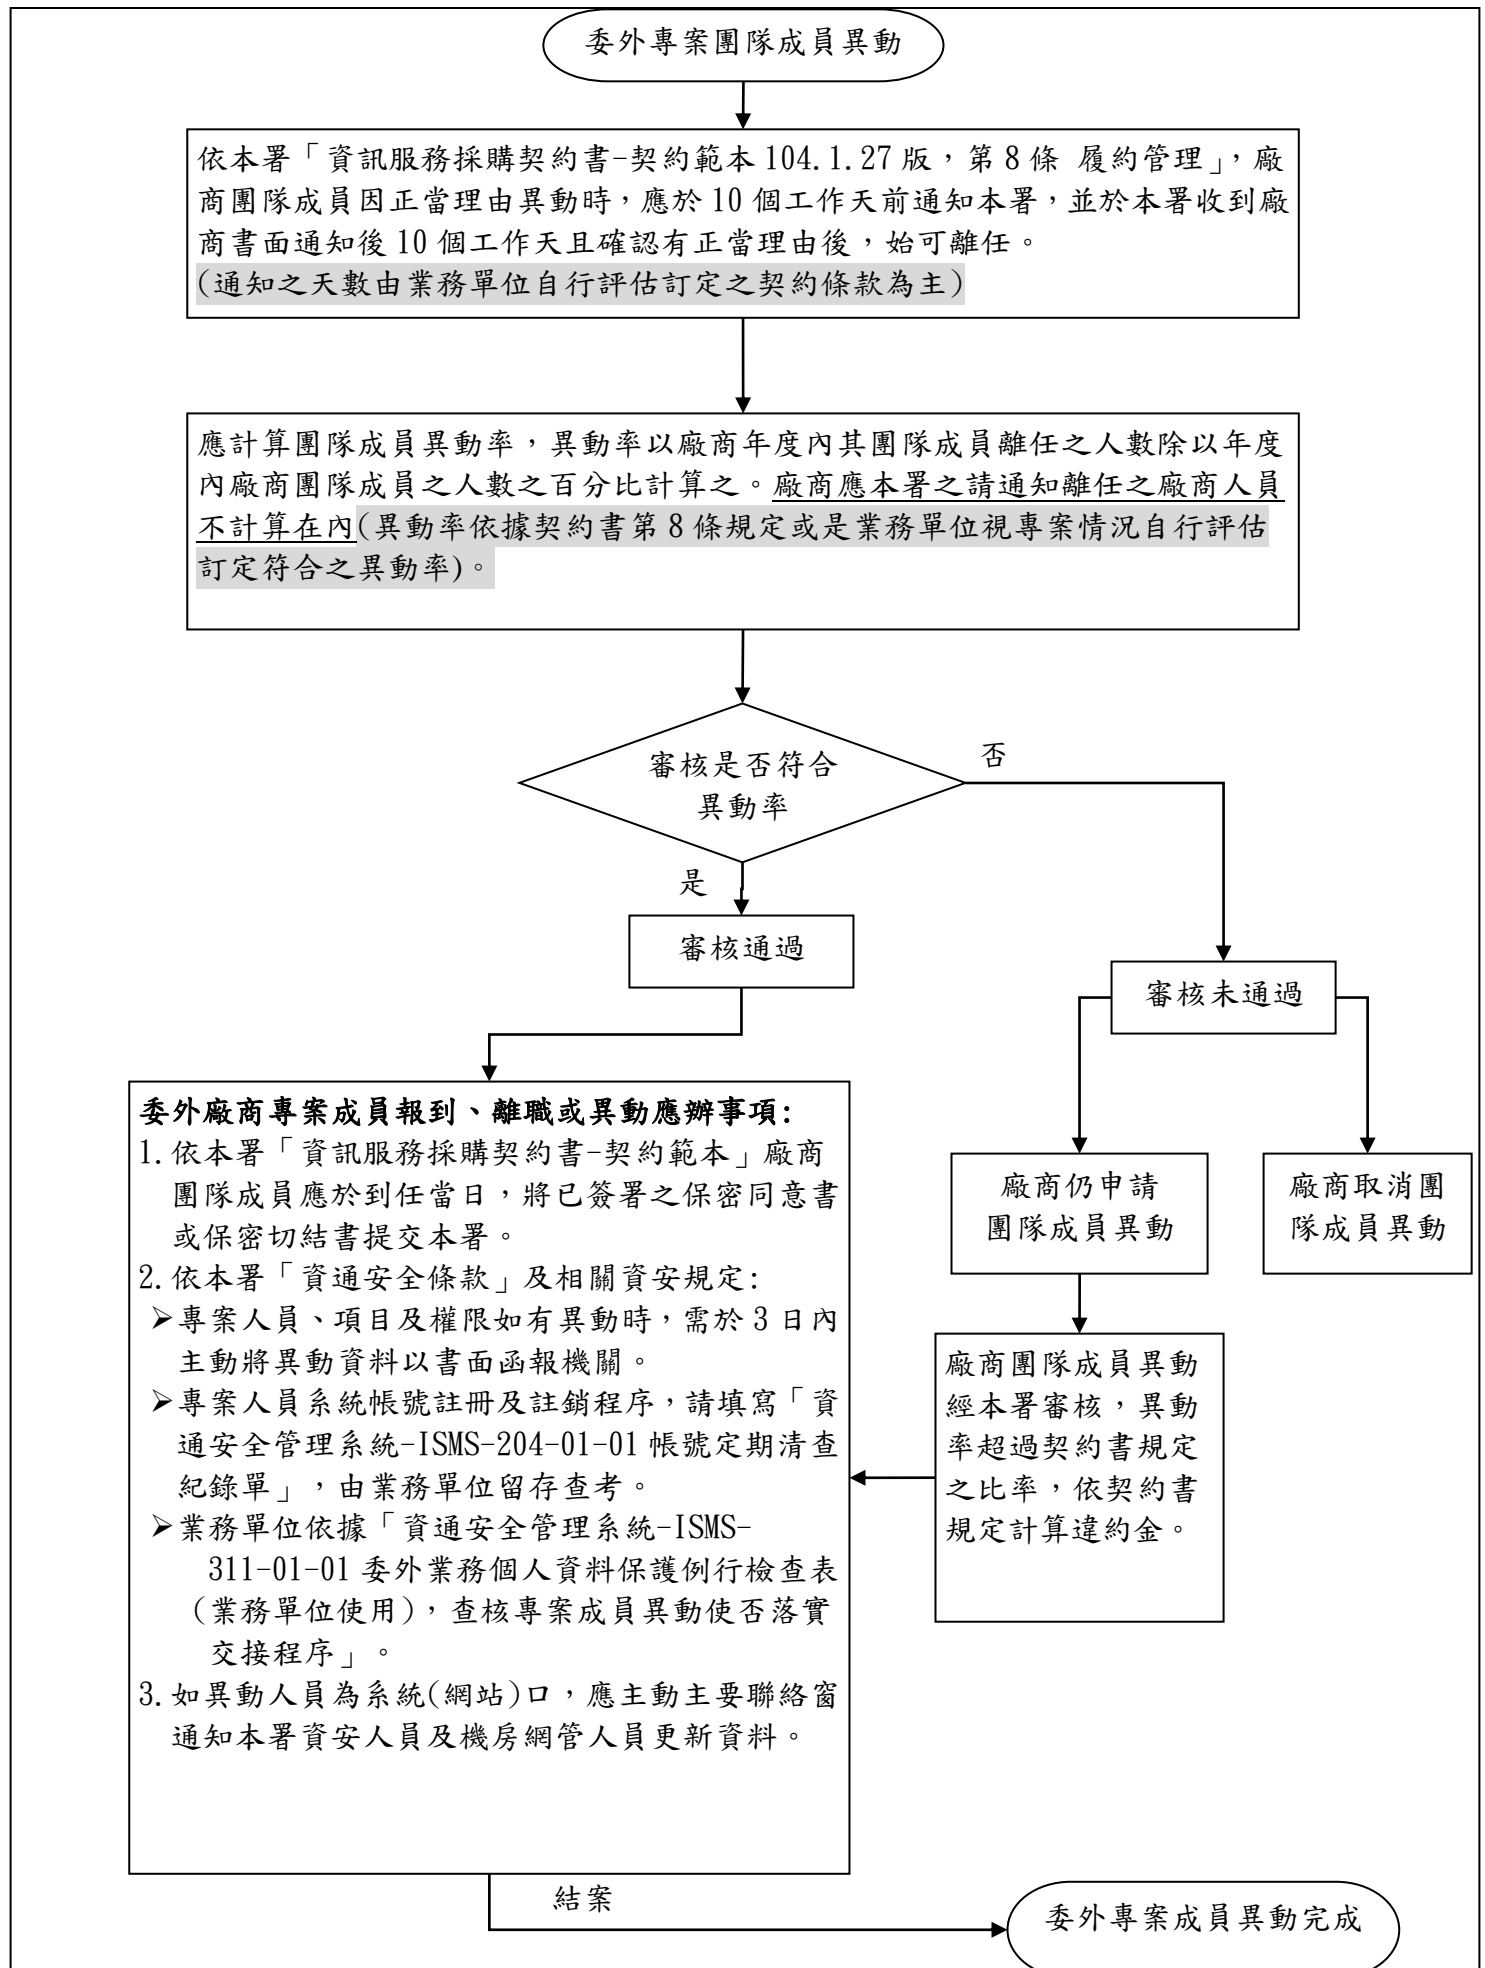 委外專案團隊成員異動
依本署「資訊服務採購契約書-契約範本 104.1.27 版，第 8 條 履約管理」，廠
商團隊成員因正當理由異動時，應於 10 個工作天前通知本署，並於本署收到廠
商書面通知後 10 個工作天且確認有正當理由後，始可離任。
(通知之天數由業務單位自行評估訂定之契約條款為主)
應計算團隊成員異動率，異動率以廠商年度內其團隊成員離任之人數除以年度
內廠商團隊成員之人數之百分比計算之。廠商應本署之請通知離任之廠商人員
不計算在內(異動率依據契約書第 8 條規定或是業務單位視專案情況自行評估
訂定符合之異動率)。
審核是否符合
異動率
否
是
審核通過
審核未通過
委外廠商專案成員報到、離職或異動應辦事項:
1.依本署「資訊服務採購契約書-契約範本」廠商
團隊成員應於到任當日，將已簽署之保密同意書
或保密切結書提交本署。
2.依本署「資通安全條款」及相關資安規定:
➢專案人員、項目及權限如有異動時，需於 3 日內
主動將異動資料以書面函報機關。
➢專案人員系統帳號註冊及註銷程序，請填寫「資
通安全管理系統-ISMS-204-01-01 帳號定期清查
紀錄單」，由業務單位留存查考。
➢業務單位依據「資通安全管理系統-ISMS-
311-01-01 委外業務個人資料保護例行檢查表
(業務單位使用)，查核專案成員異動使否落實
交接程序」。
3.如異動人員為系統(網站)口，應主動主要聯絡窗
通知本署資安人員及機房網管人員更新資料。
廠商仍申請
團隊成員異動
廠商取消團
隊成員異動
廠商團隊成員異動
經本署審核，異動
率超過契約書規定
之比率，依契約書
規定計算違約金。
結案
委外專案成員異動完成